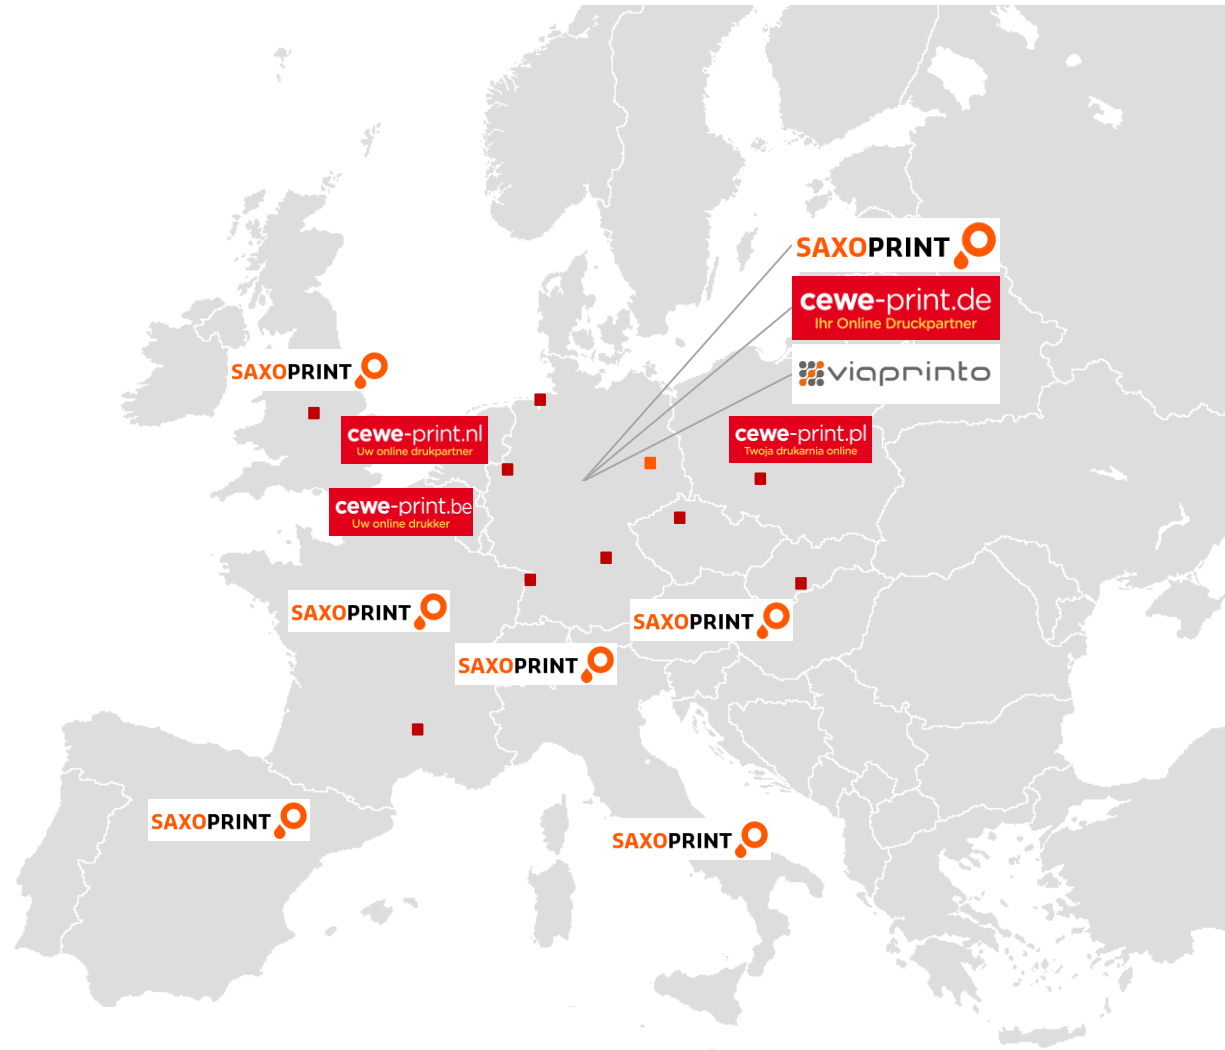 SAXOPRINT
cewe-print.de
Ihr Online Druckpartner
viaprinto
SAXOPRINT
cewe-print.nl
Uw online drukpartner
cewe-print.pl
Twoja drukarnia online
cewe-print.be
Uw online drukker
SAXOPRINT
SAXOPRINT
SAXOPRINT
SAXOPRINT
SAXOPRINT